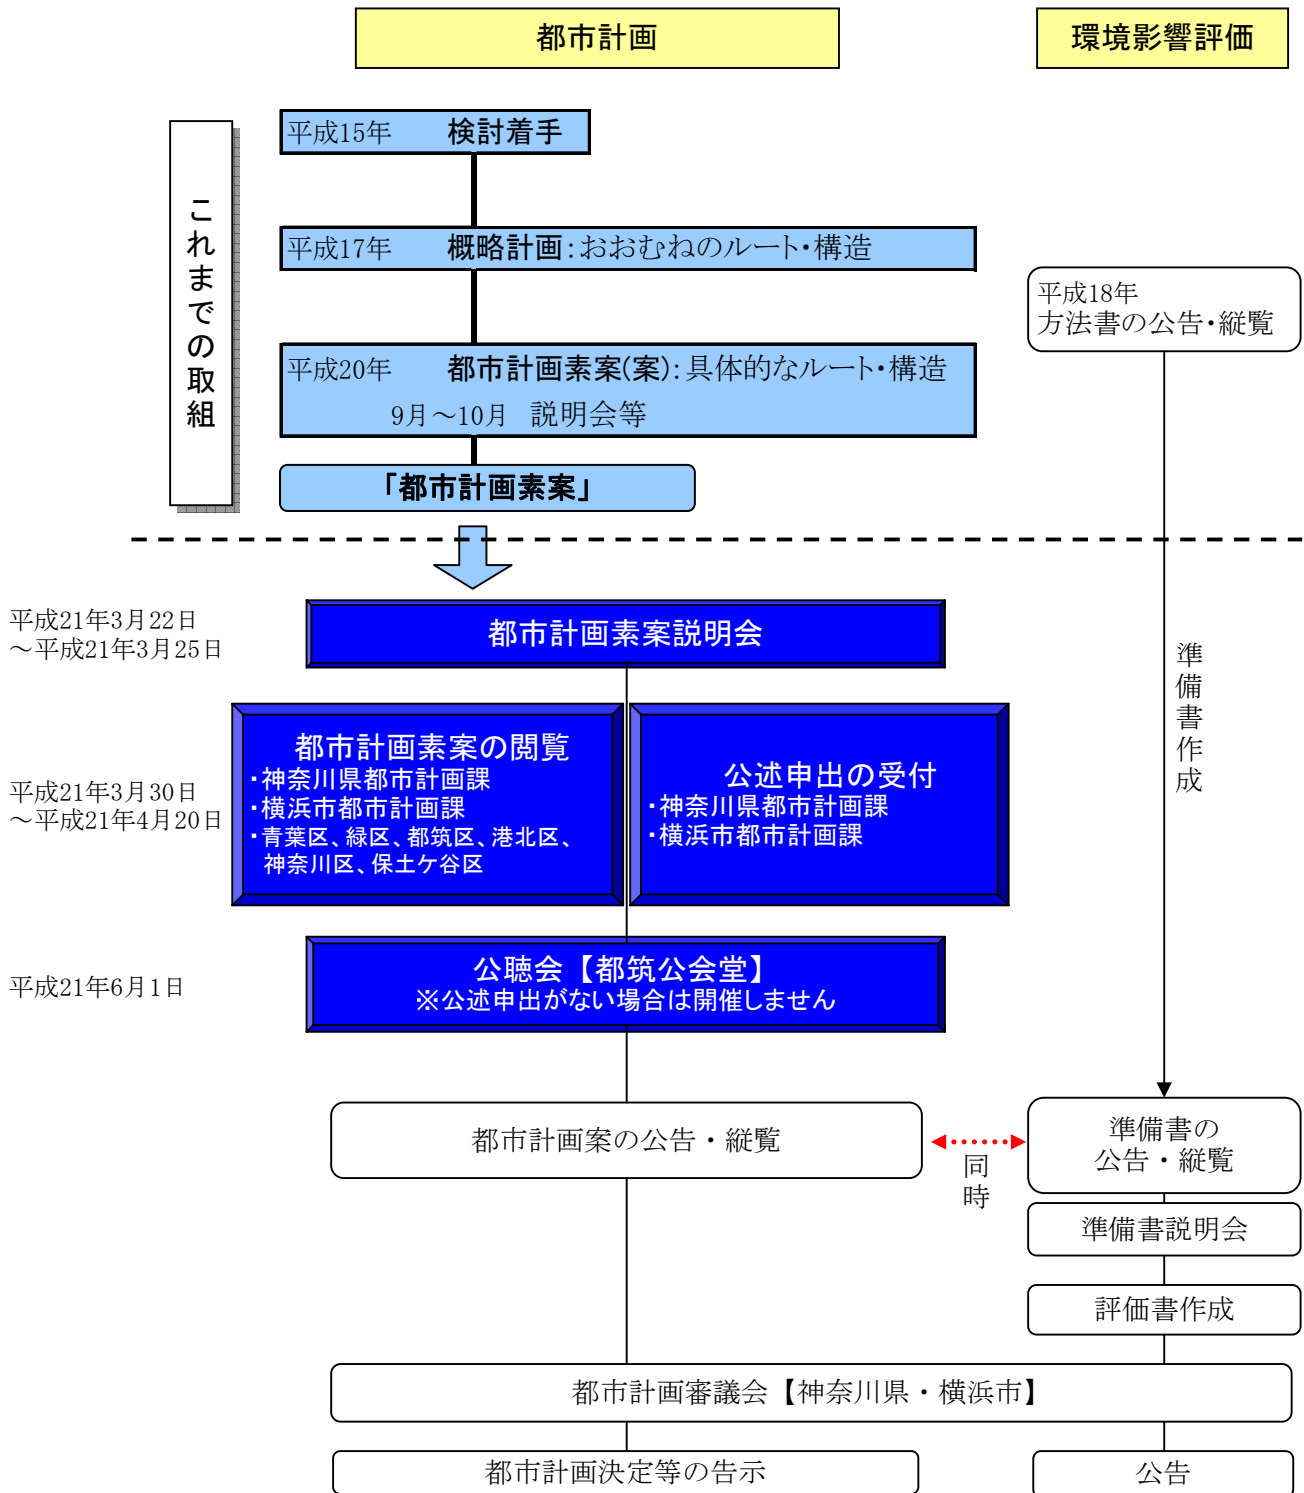 都市計画
環境影響評価
これまでの取組
平成15年 検討着手
平成17年 概略計画：おおむねのルート・構造
平成18年
方法書の公告・縦覧
平成20年 都市計画素案(案)：具体的なルート・構造
9月～10月 説明会等
「都市計画素案」
平成21年3月22日
～平成21年3月25日
都市計画素案説明会
準備書作成
平成21年3月30日
～平成21年4月20日
都市計画素案の閲覧
・神奈川県都市計画課
・横浜市都市計画課
・青葉区、緑区、都筑区、港北区、
神奈川区、保土ケ谷区
公述申出の受付
・神奈川県都市計画課
・横浜市都市計画課
平成21年6月1日
公聴会【都筑公会堂】
※公述申出がない場合は開催しません
都市計画案の公告・縦覧
同時
準備書の
公告・縦覧
準備書説明会
評価書作成
都市計画審議会【神奈川県・横浜市】
都市計画決定等の告示
公告